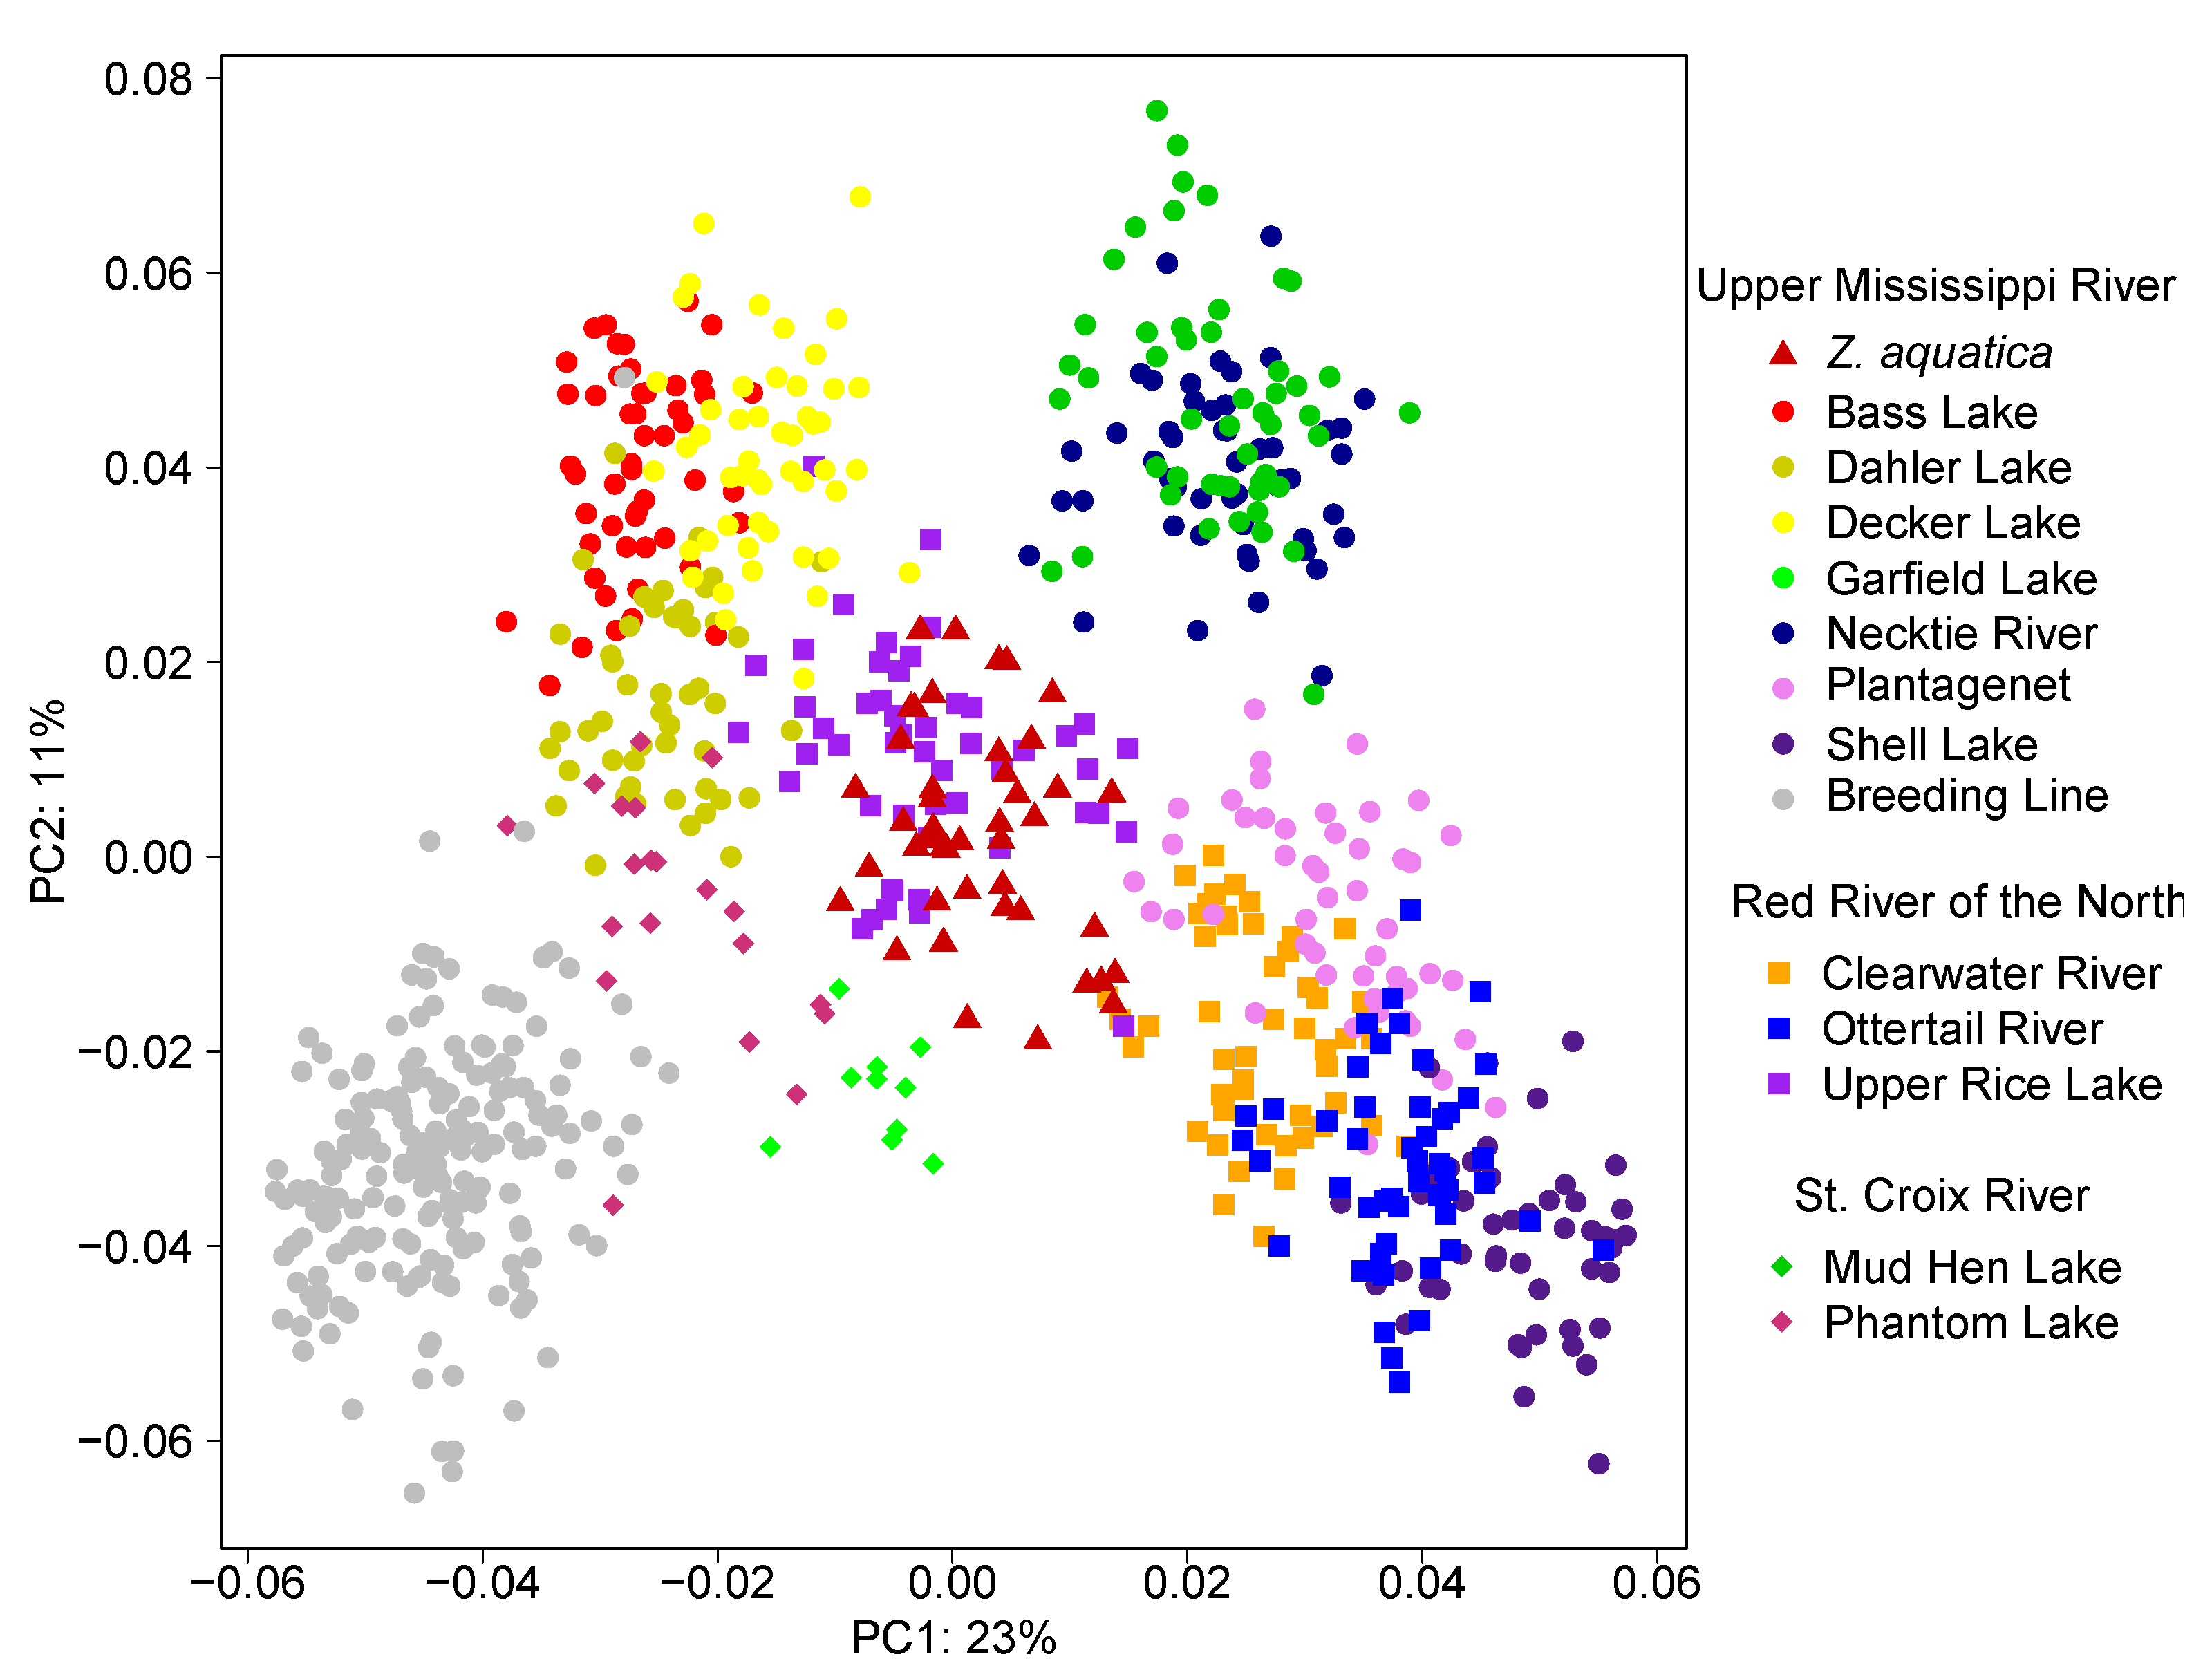 0.08
0.06
0.04
0.02
0.00
−0.02
−0.04
−0.06
PC2: 11%
−0.06
−0.04
−0.02
0.00
0.02
0.04
0.06
PC1: 23%
Upper Mississippi River
Z. aquatica
Bass Lake
Dahler Lake
Decker Lake
Garfield Lake
Necktie River
Plantagenet
Shell Lake
Breeding Line
Red River of the North
Clearwater River
Ottertail River
Upper Rice Lake
St. Croix River
Mud Hen Lake
Phantom Lake